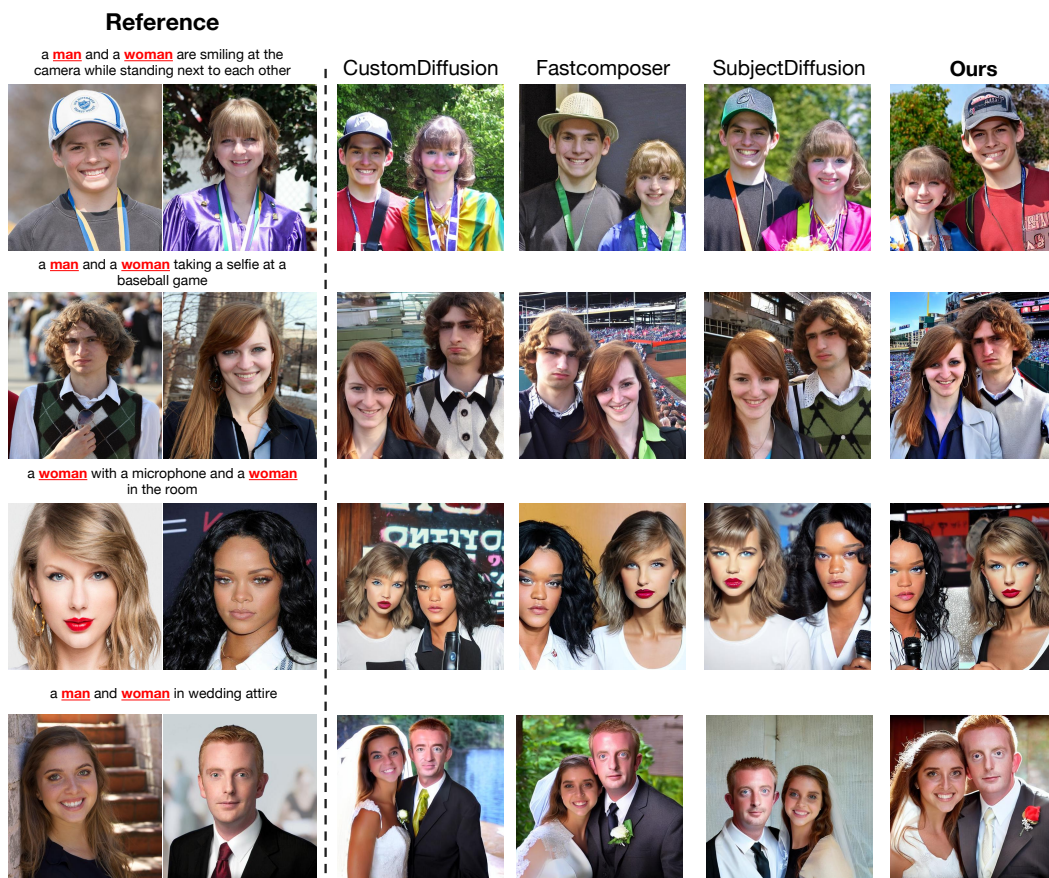 Reference
a man and a woman are smiling at the
camera while standing next to each other
CustomDiffusion
Fastcomposer
SubjectDiffusion
Ours
a man and a woman taking a selfie at a
baseball game
a woman with a microphone and a woman
in the room
a man and woman in wedding attire